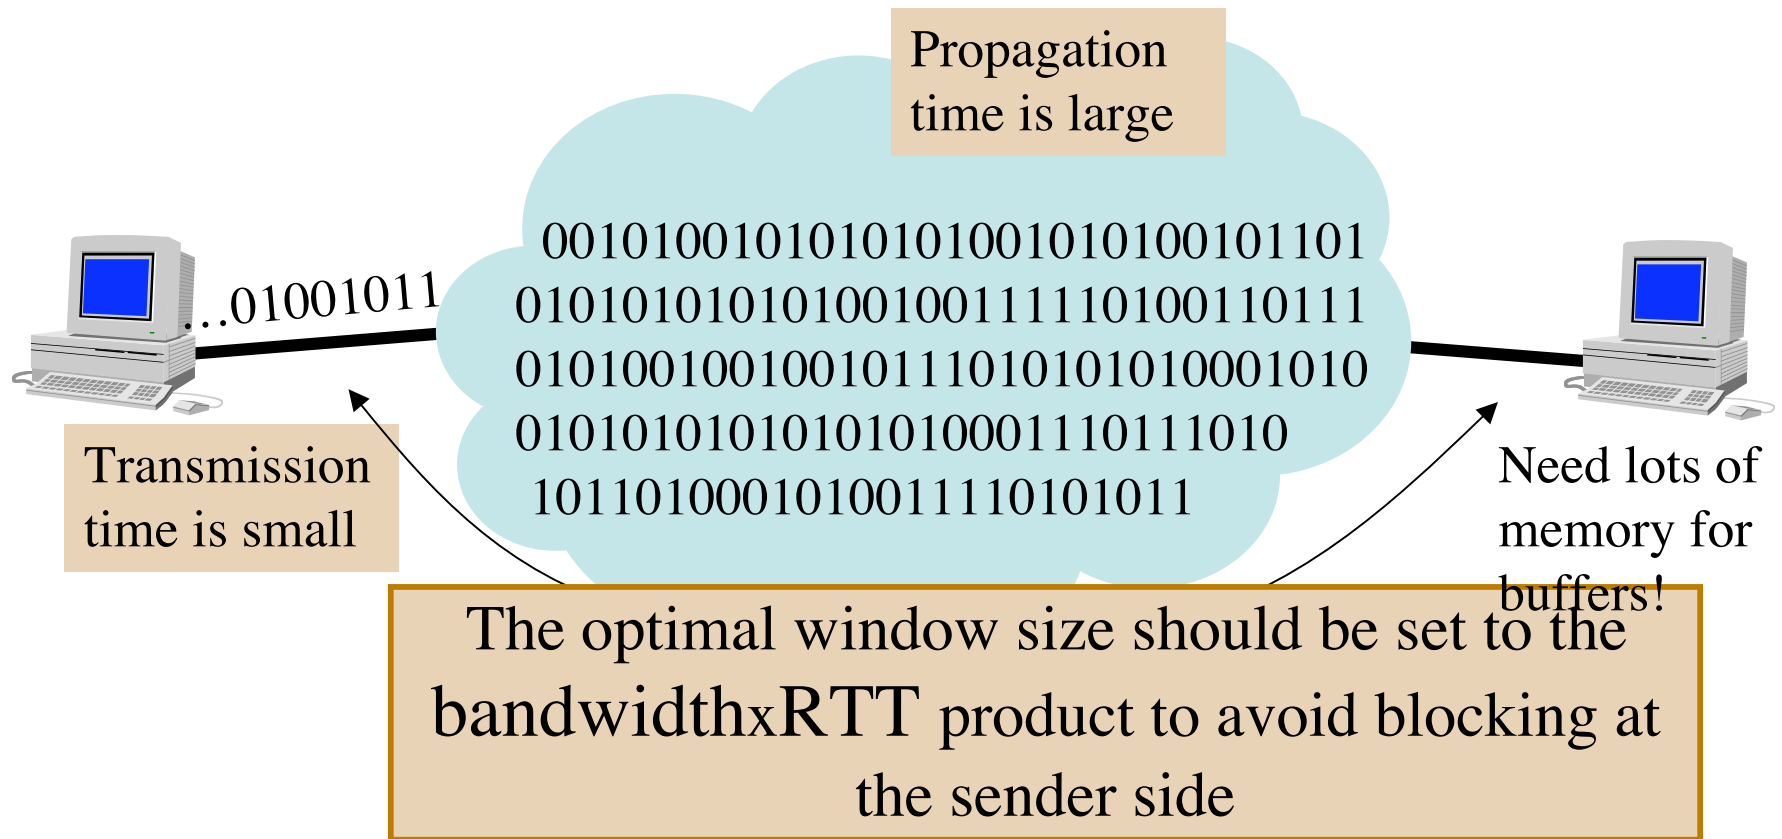 Propagation
time is large
0010100101010101001010100101101
01010101010100100111110100110111
01010010010010111010101010001010
01010101010101010001110111010
1011010001010011110101011
...01001011
Transmission
time is small
Need lots of
memory for
buffers!
The optimal window size should be set to the
bandwidthxRTT product to avoid blocking at
the sender side